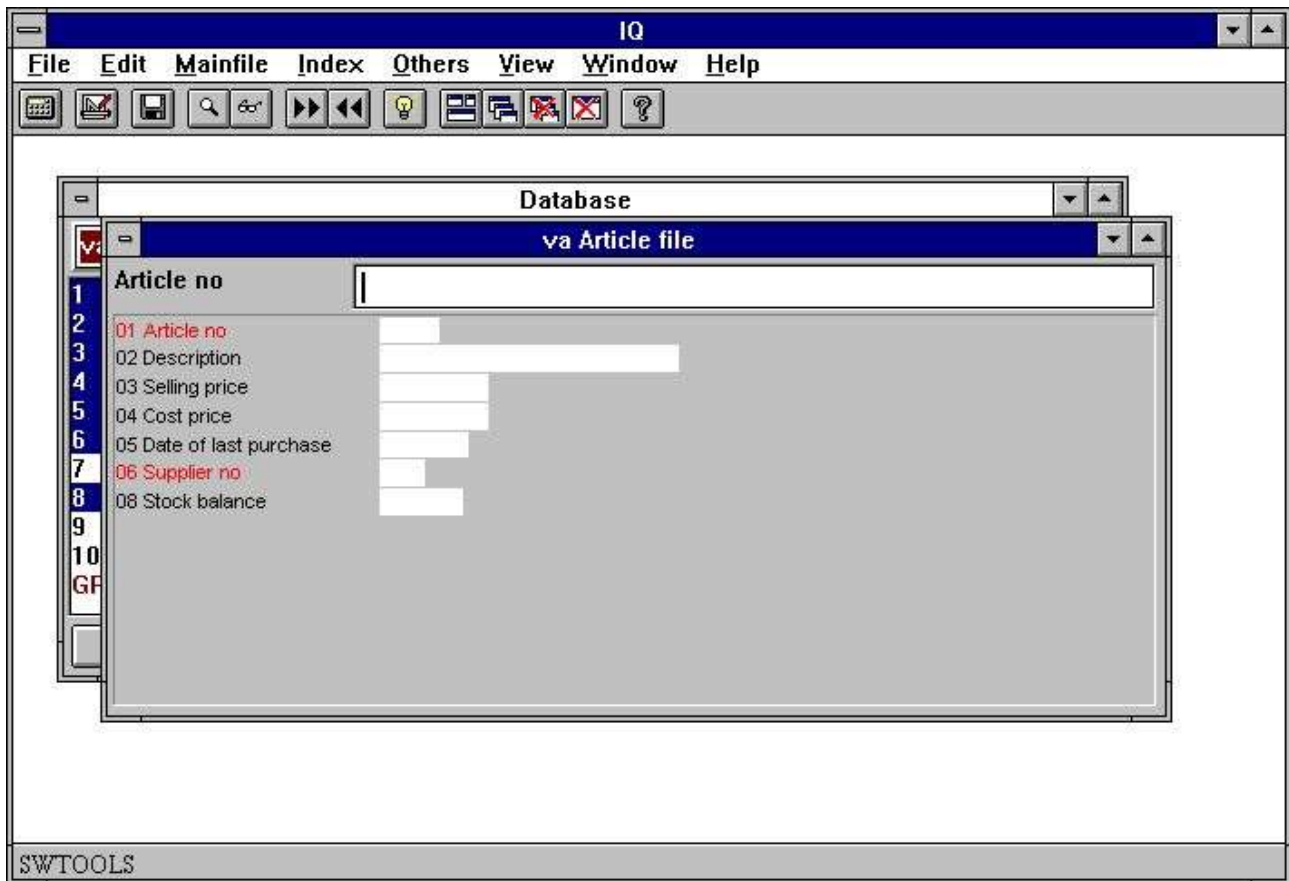 IQ
File Edit Mainfile Index Others View Window Help
Database
va Article file
Article no
1
2
3
4
5
6
7
8
9
10
01 Article no
02 Description
03 Selling price
04 Cost price
05 Date of last purchase
06 Supplier no
08 Stock balance
SWTOOLS